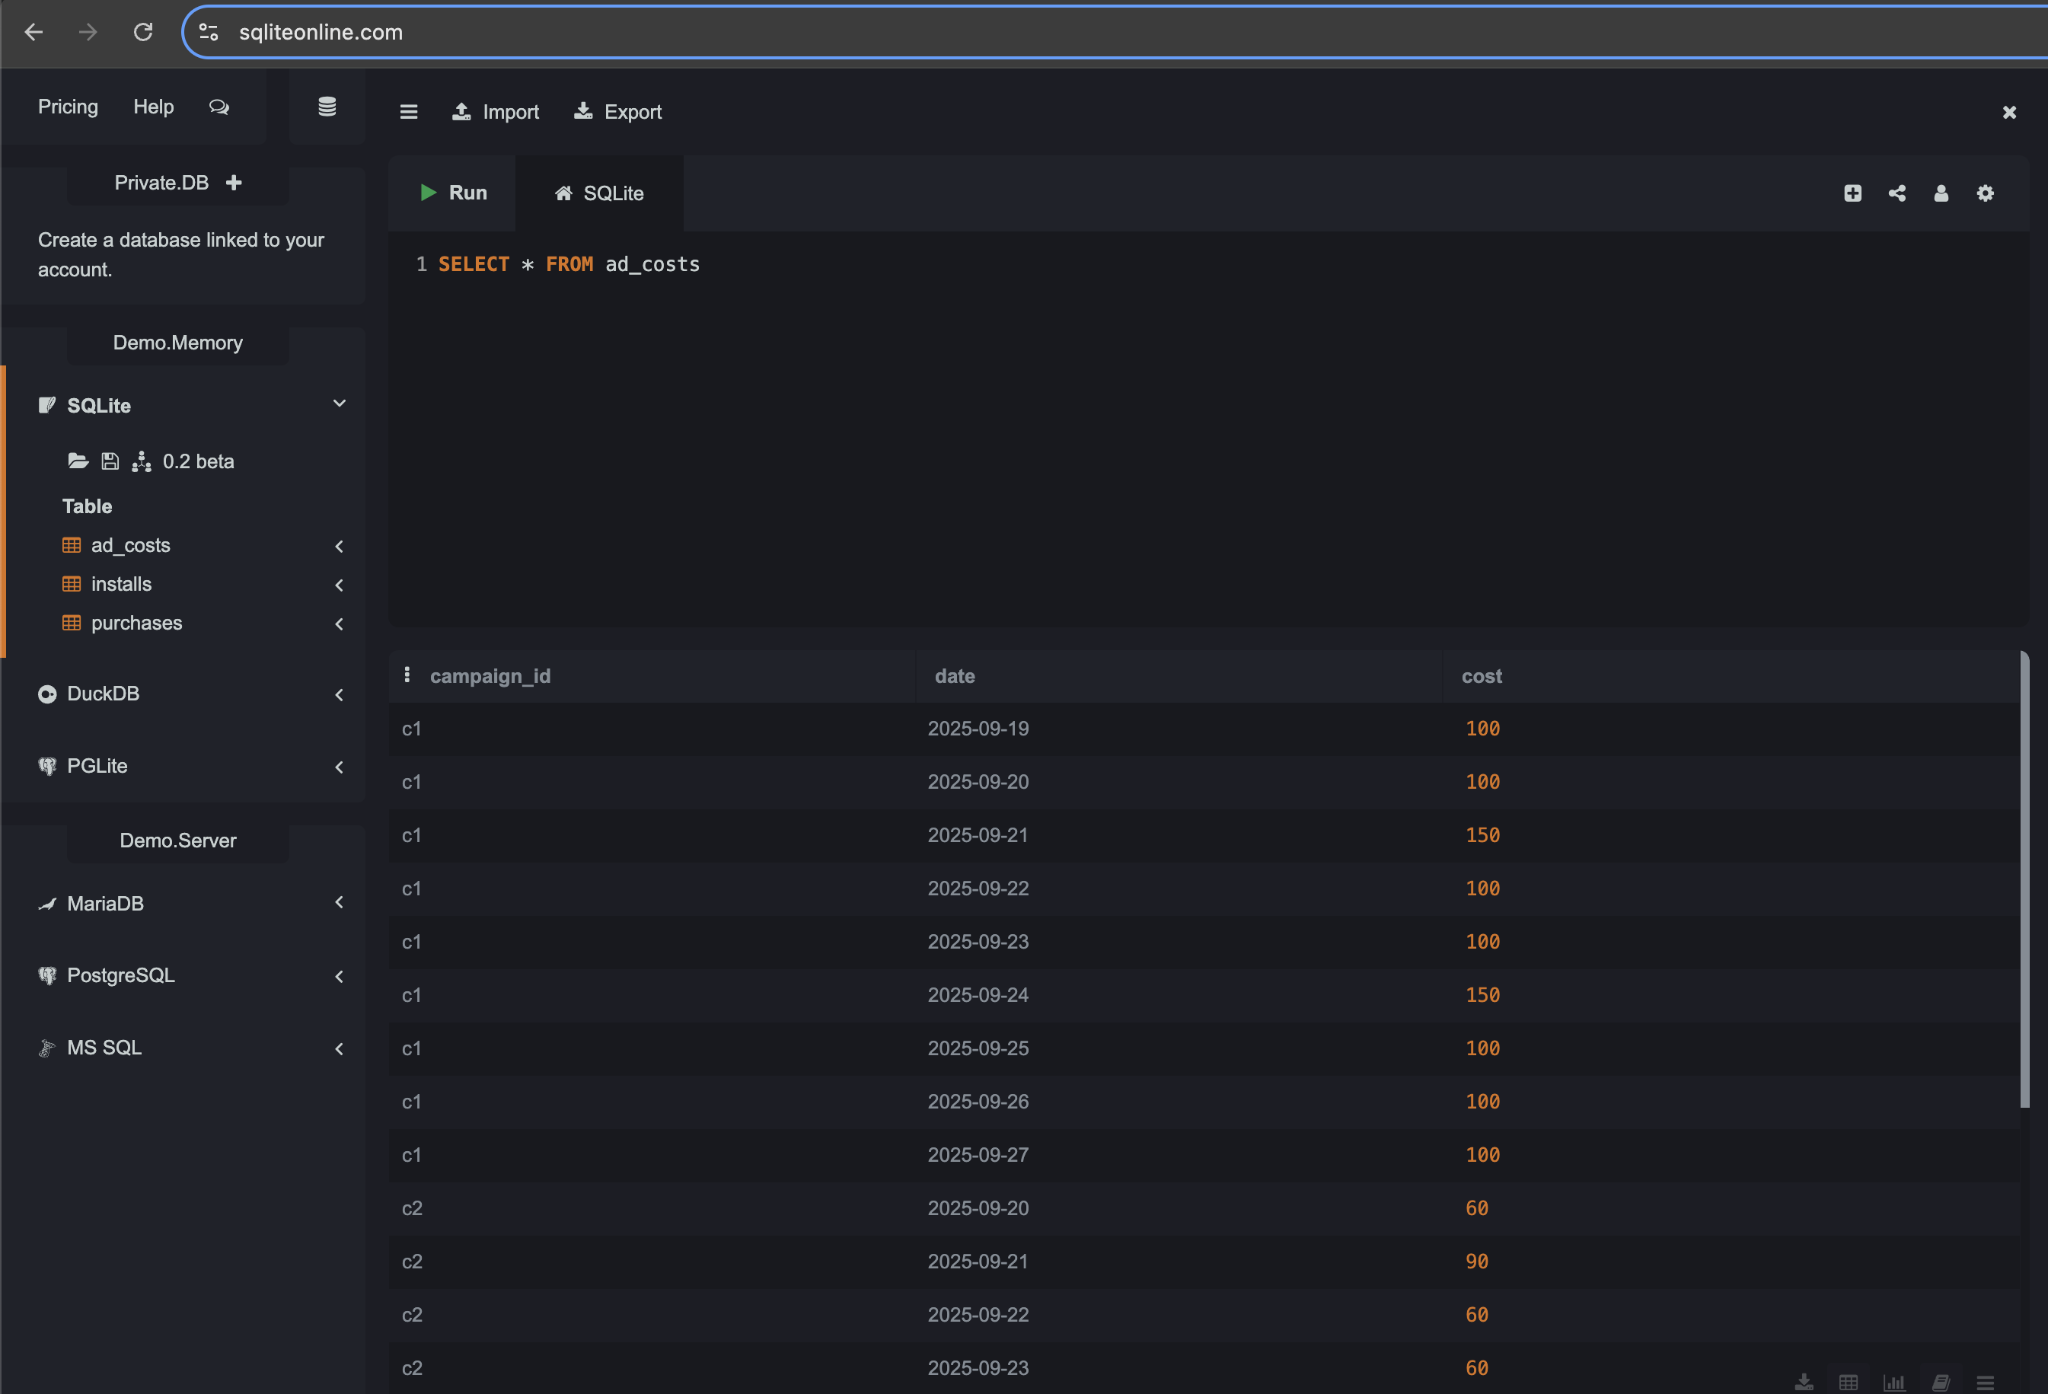 sqliteonline.com
Pricing Help
Import Export
Private.DB
Create a database linked to your
account.
Demo.Memory
SQLite
0.2 beta
Table
ad_costs
installs
purchases
DuckDB
PGLite
Demo.Server
MariaDB
PostgreSQL
MS SQL
Run SQLite
1 SELECT * FROM ad_costs
campaign_id date cost
c1 2025-09-19 100
c1 2025-09-20 100
c1 2025-09-21 150
c1 2025-09-22 100
c1 2025-09-23 100
c1 2025-09-24 150
c1 2025-09-25 100
c1 2025-09-26 100
c1 2025-09-27 100
c2 2025-09-20 60
c2 2025-09-21 90
c2 2025-09-22 60
c2 2025-09-23 60